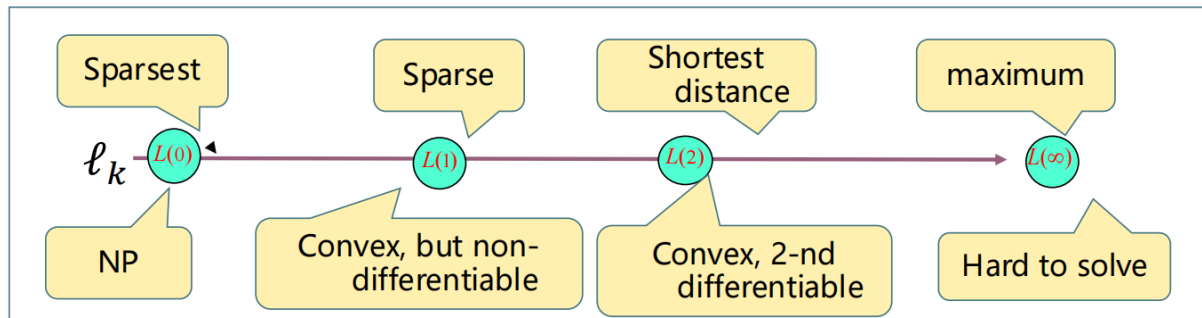 Sparsest
Sparse
Shortest
distance
maximum
ℓₖ
L(0)
L(1)
L(2)
L(∞)
NP
Convex, but non-
differentiable
Convex, 2-nd
differentiable
Hard to solve